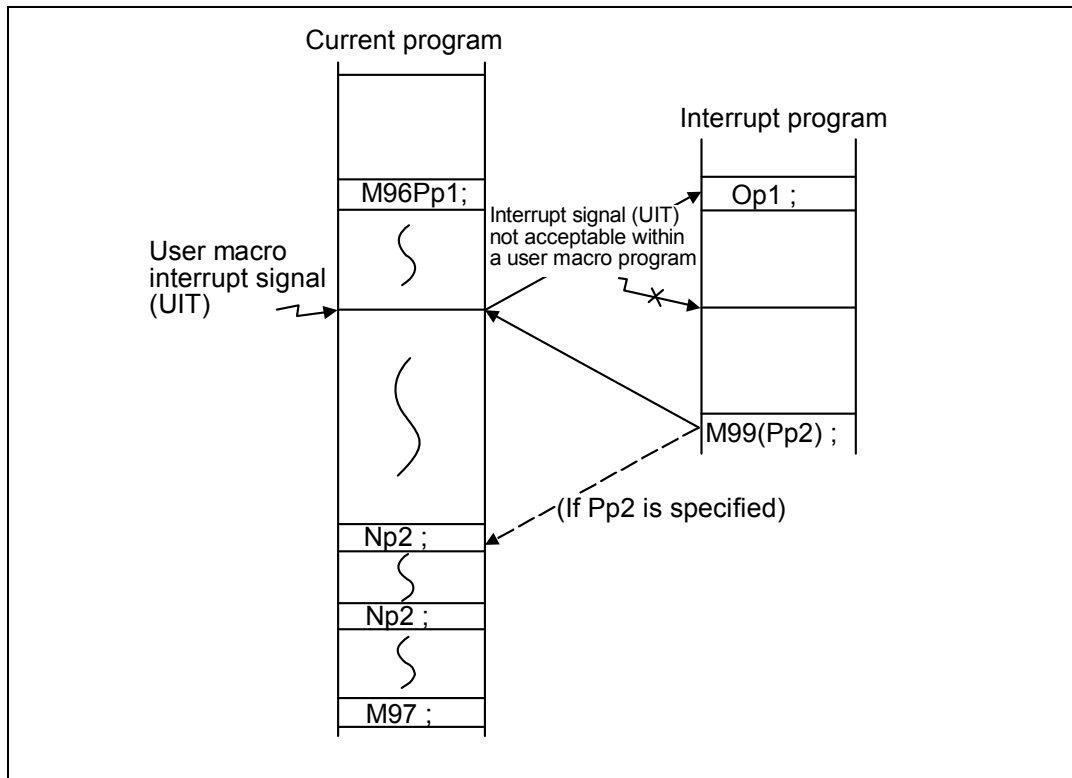 Current program
Interrupt program
M96Pp1;
Op1 ;
Interrupt signal (UIT)
not acceptable within
a user macro program
User macro
interrupt signal
(UIT)
M99(Pp2) ;
(If Pp2 is specified)
Np2 ;
Np2 ;
M97 ;